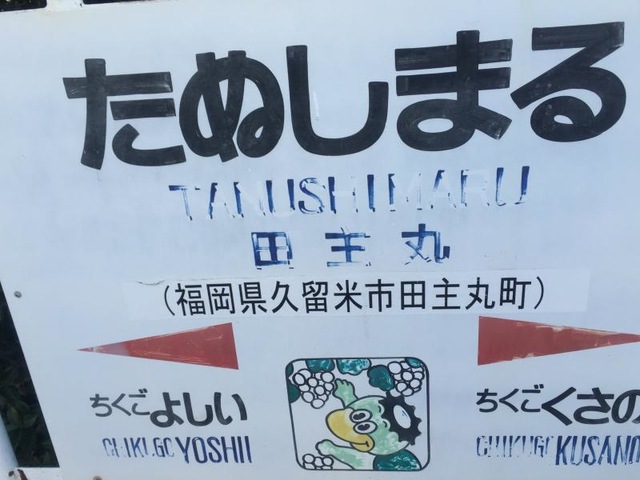 たぬしまる
TANUSHIMARU
田主丸
（福岡県久留米市田主丸町）
ちくごよしい
CHIKUGO YOSHII
ちくごくさの
CHIKUGO KUSANO